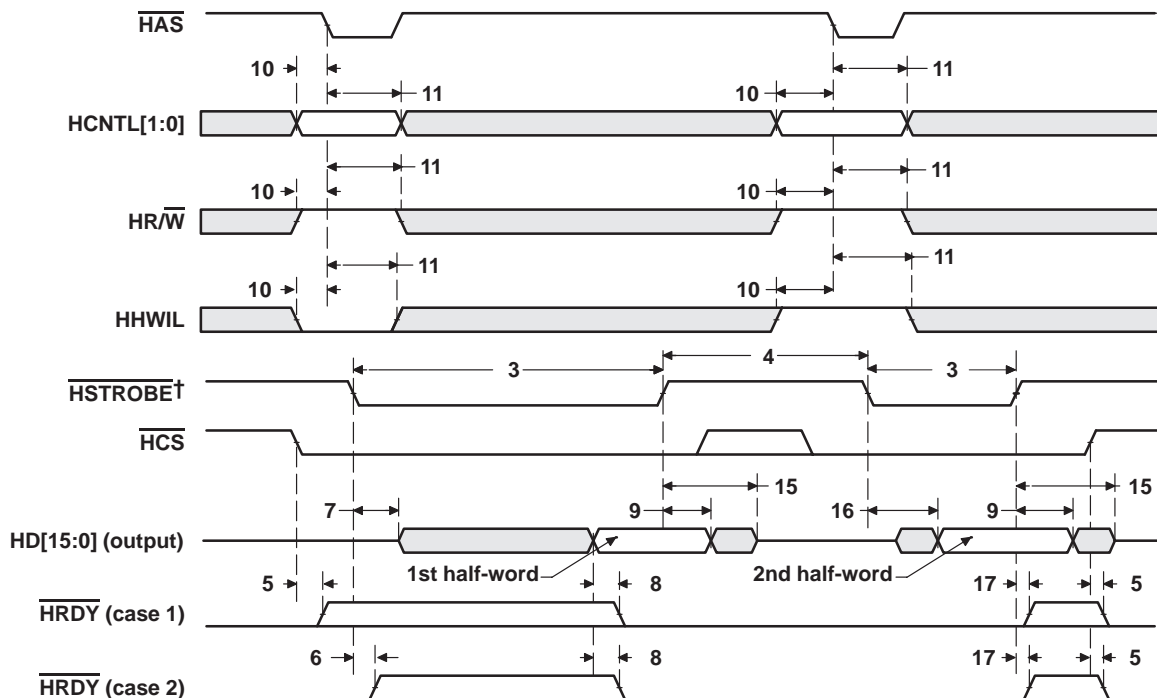 HAS
10 11 10 11
HCNTL[1:0]
10 11 10 11
HR/W
10 11 10 11
HHWIL
3 4 3
HSTROBE†
HCS
7 9 15 16 9 15
HD[15:0] (output)
1st half-word 2nd half-word
5 8 17 5
HRDY (case 1)
6 8 17 5
HRDY (case 2)